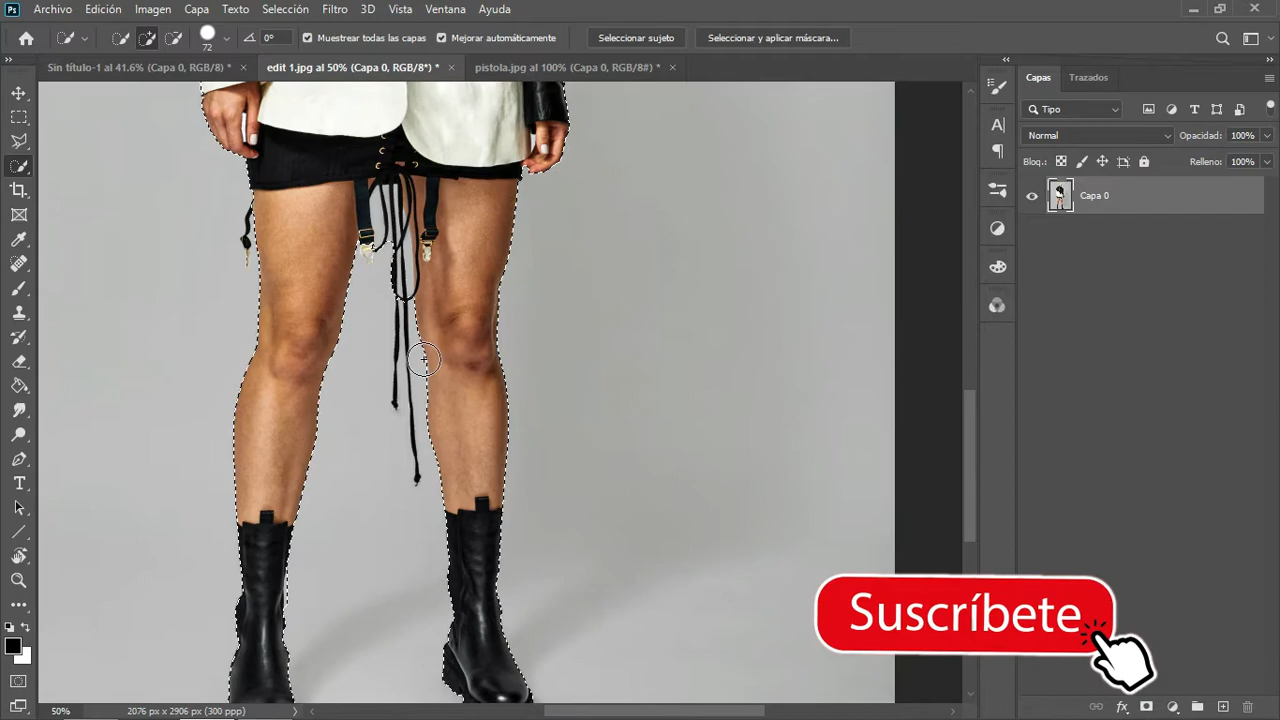 Ps Archivo Edición Imagen Capa Texto Selección Filtro 3D Vista Ventana Ayuda
72 0° Muestrear todas las capas Mejorar automáticamente Seleccionar sujeto Seleccionar y aplicar máscara...
Sin título-1 al 41.6% (Capa 0, RGB/8) * edit 1.jpg al 50% (Capa 0, RGB/8*) * pistola.jpg al 100% (Capa 0, RGB/8#) *
Capas Trazados
Tipo
Normal Opacidad: 100%
Bloq.: Relleno: 100%
Capa 0
Suscríbete
50% 2076 px x 2906 px (300 ppp)